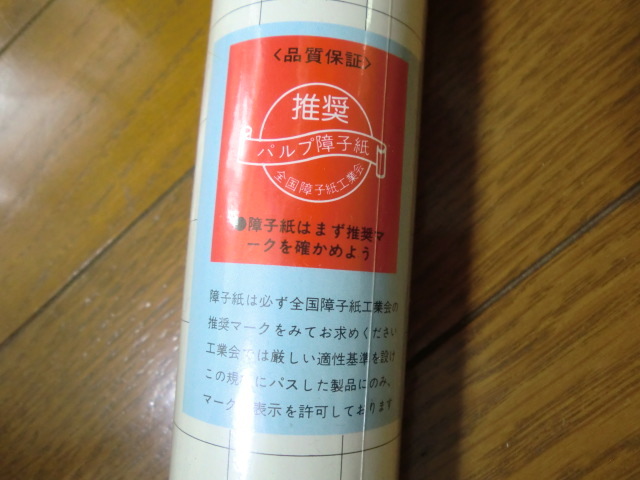 〈品質保証〉
推奨
パルプ障子紙
全国障子紙工業会
●障子紙はまず推奨マ
ークを確かめよう
障子紙は必ず全国障子紙工業会の
推奨マークをみてお求めください
工業会では厳しい適性基準を設け
この規格にパスした製品にのみ、
マーク 表示を許可しております